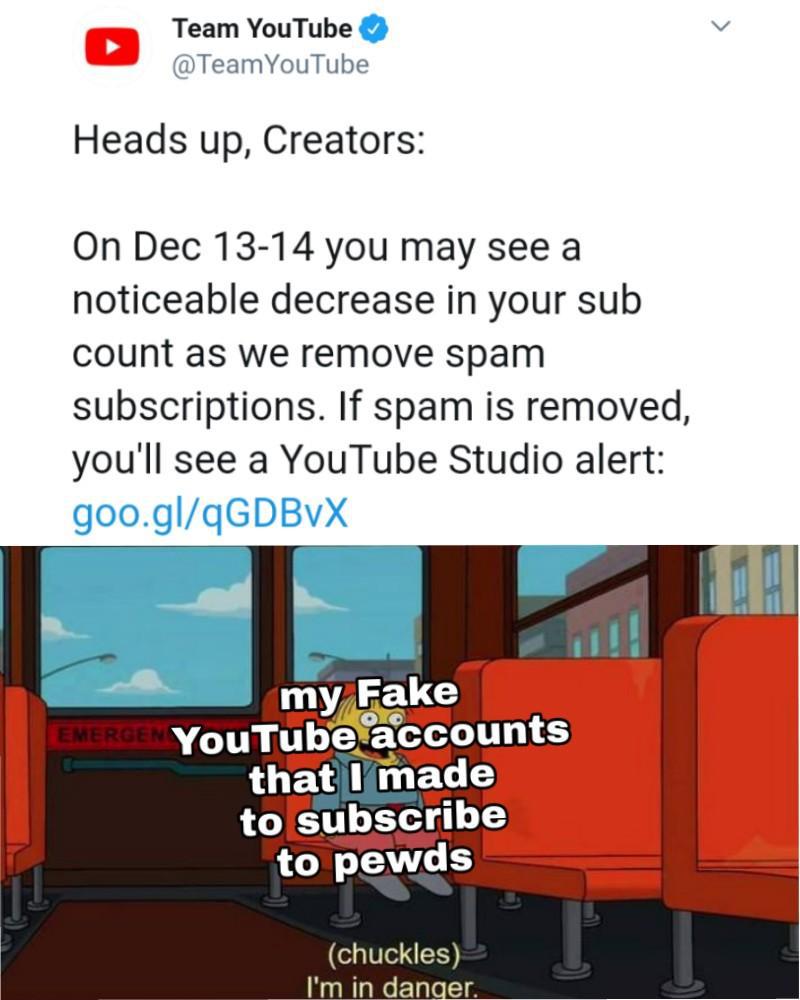 Team YouTube
@TeamYouTube
Heads up, Creators:
On Dec 13-14 you may see a
noticeable decrease in your sub
count as we remove spam
subscriptions. If spam is removed,
you'll see a YouTube Studio alert:
goo.gl/qGDBvX
my Fake
EMERGEN
YouTube accounts
that I made
to subscribe
to pewds
(chuckles)
I'm in danger.